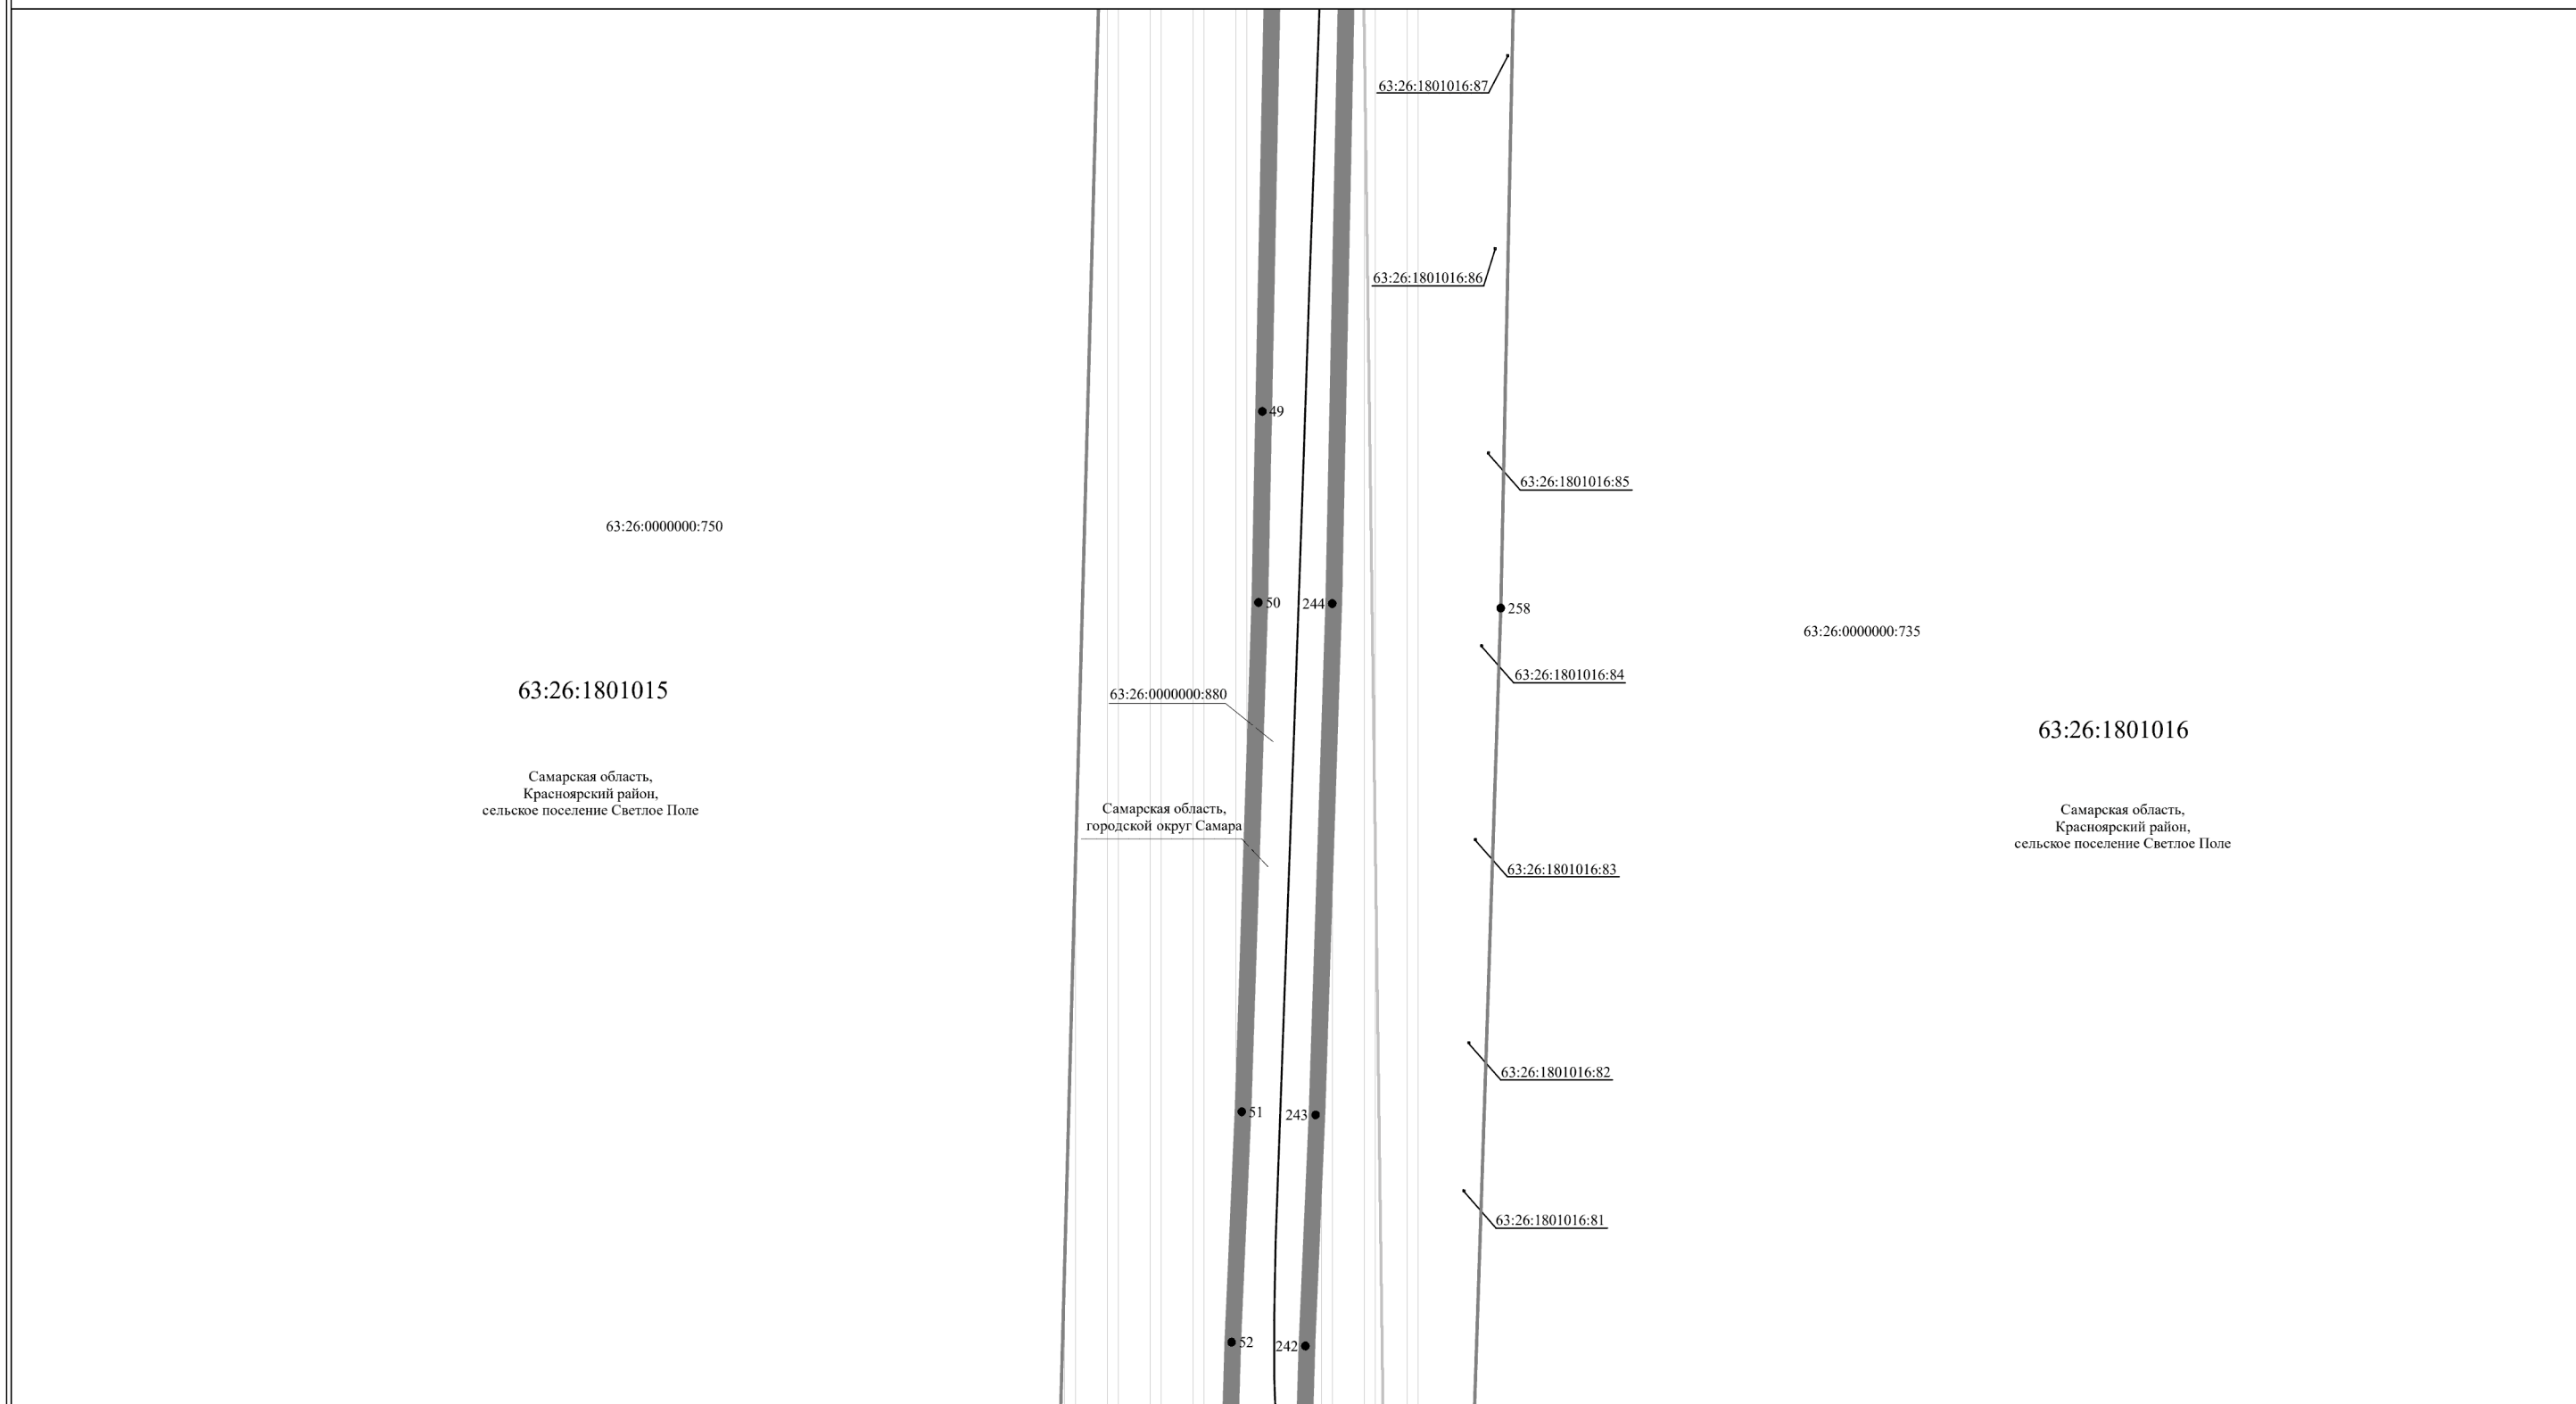 63:26:1801016:87
63:26:1801016:86
49
63:26:1801016:85
63:26:0000000:750
50
244
258
63:26:0000000:735
63:26:1801016:84
63:26:1801015
63:26:0000000:880
63:26:1801016
Самарская область,
Красноярский район,
сельское поселение Светлое Поле
Самарская область,
городской округ Самара
Самарская область,
Красноярский район,
сельское поселение Светлое Поле
63:26:1801016:83
63:26:1801016:82
51
243
63:26:1801016:81
52
242